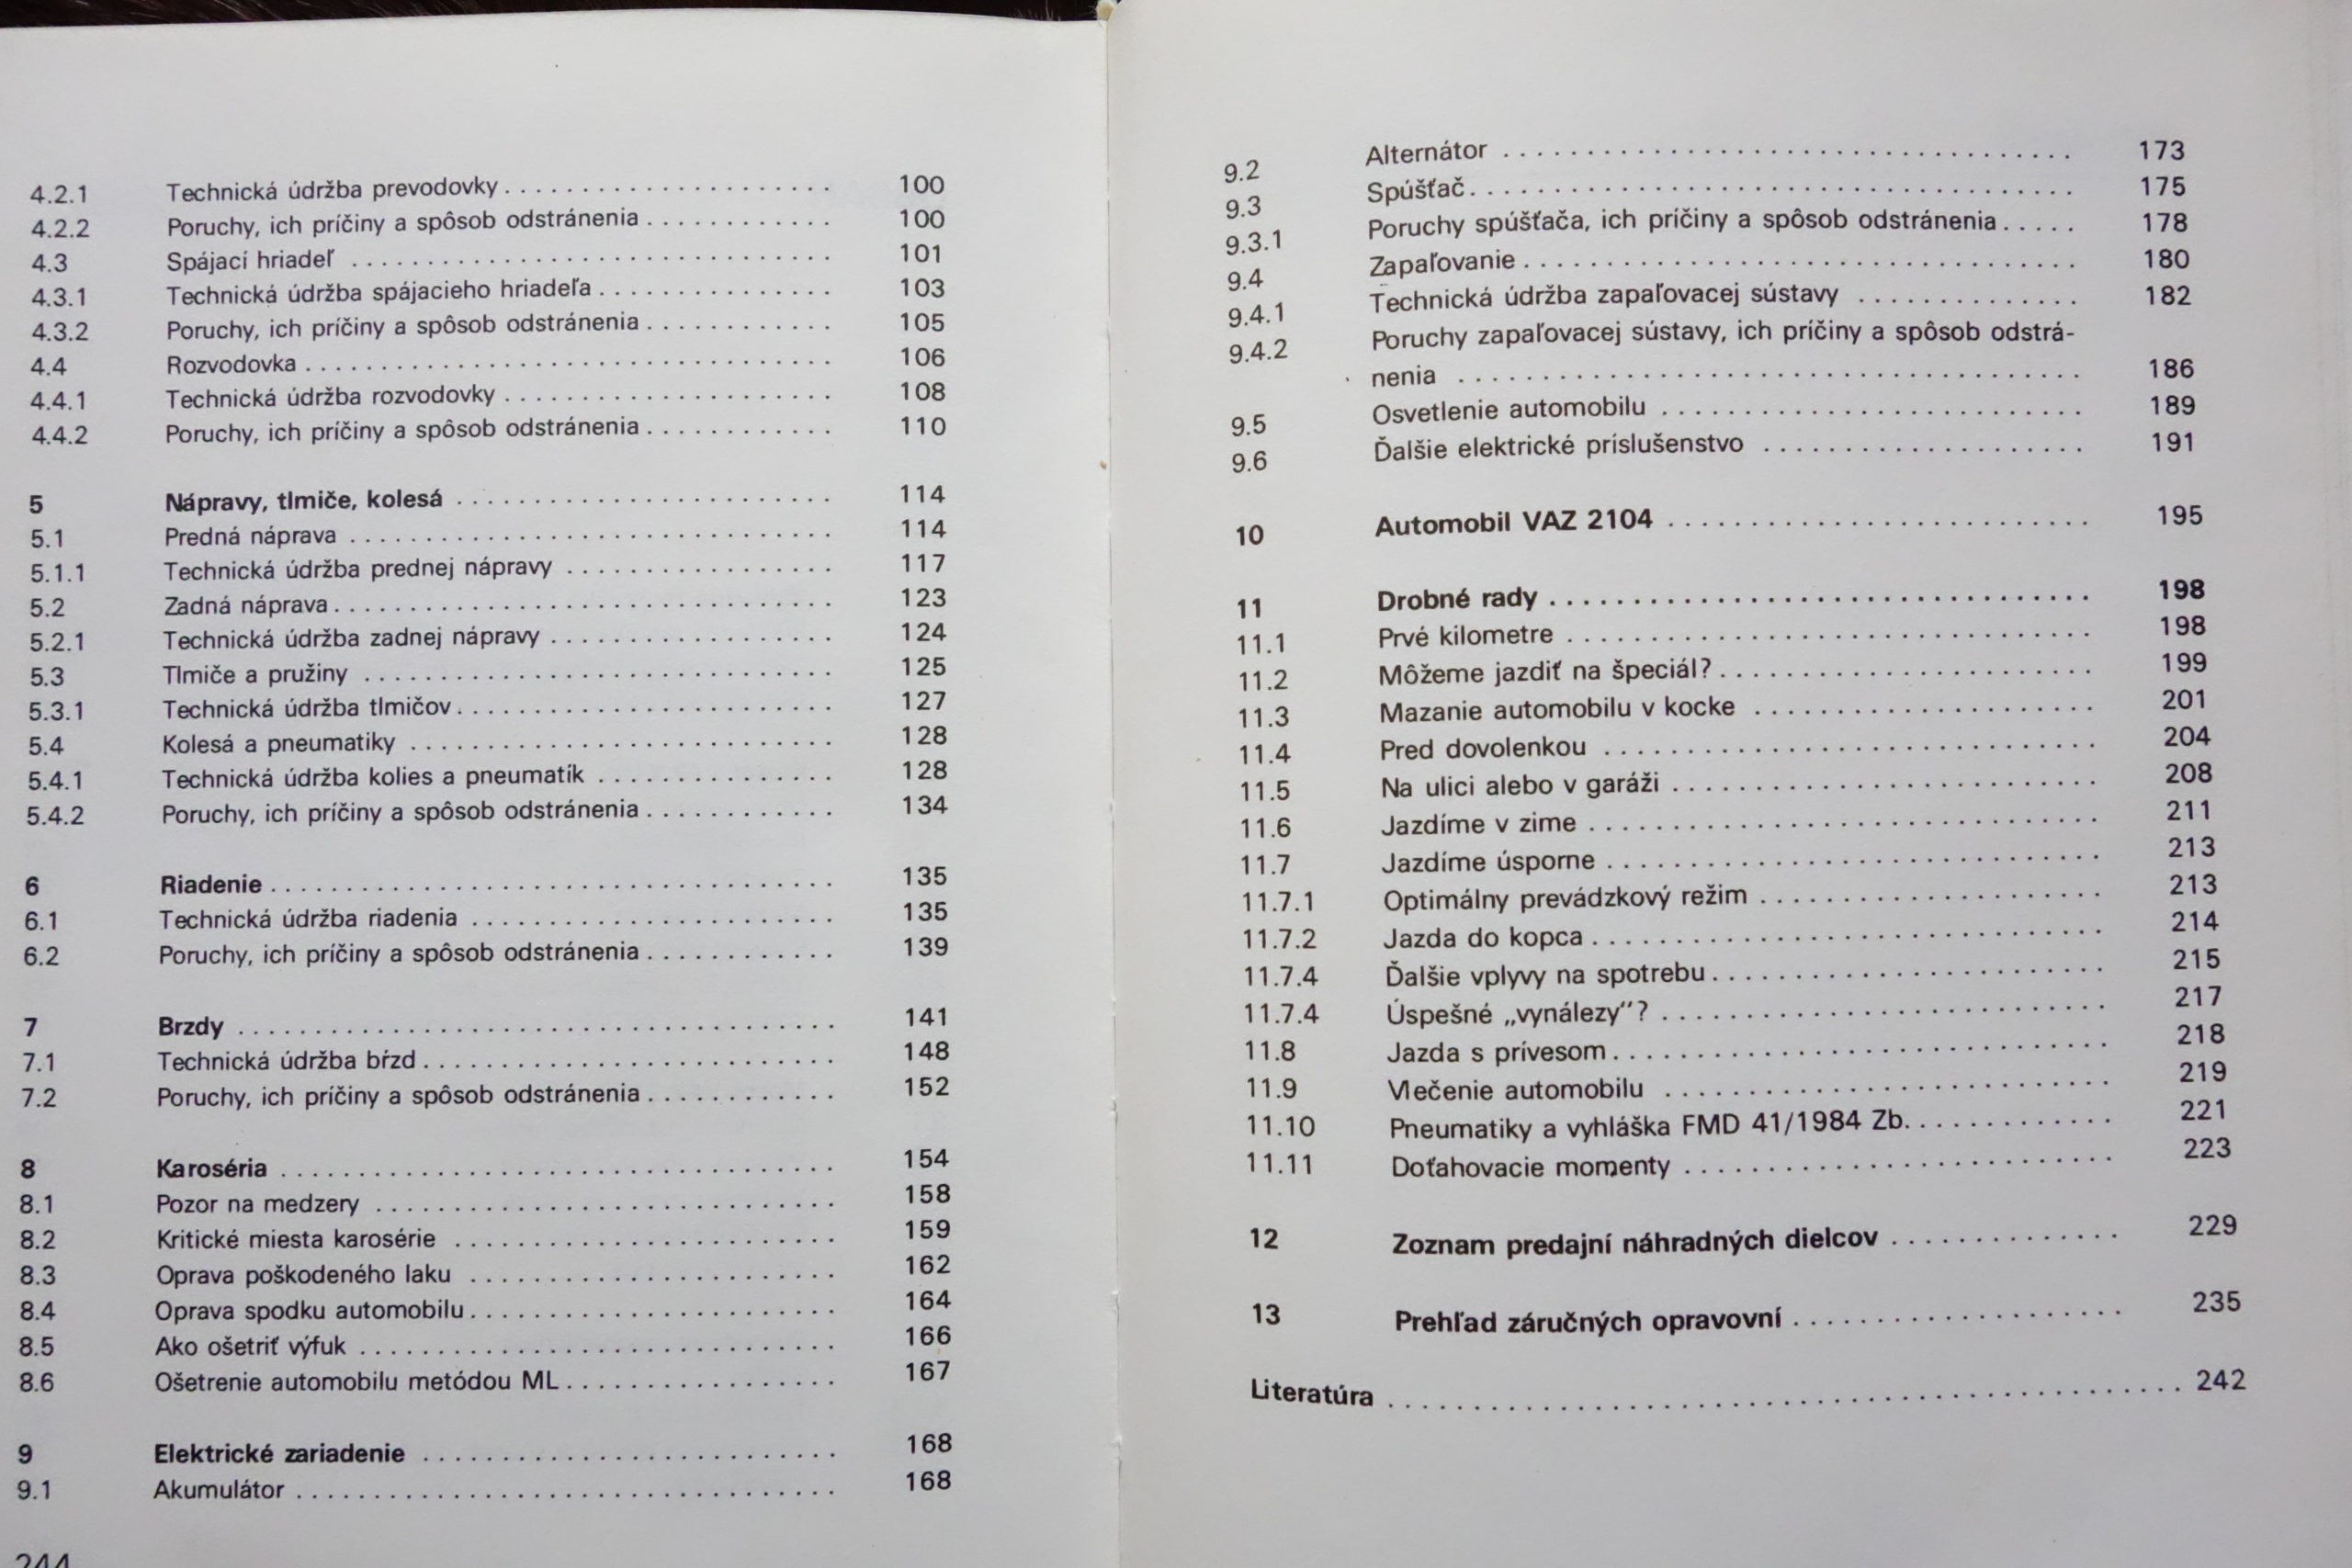 4.2.1 Technická údržba prevodovky . . . . . . . . . . . . . . . . . . . . . . 100
4.2.2 Poruchy, ich príčiny a spôsob odstránenia . . . . . . . . . . . . 100
4.3 Spájací hriadeľ . . . . . . . . . . . . . . . . . . . . . . . . . . . . . . . . 101
4.3.1 Technická údržba spájacieho hriadeľa . . . . . . . . . . . . . . . 103
4.3.2 Poruchy, ich príčiny a spôsob odstránenia . . . . . . . . . . . . 105
4.4 Rozvodovka . . . . . . . . . . . . . . . . . . . . . . . . . . . . . . . . . . 106
4.4.1 Technická údržba rozvodovky . . . . . . . . . . . . . . . . . . . . . 108
4.4.2 Poruchy, ich príčiny a spôsob odstránenia . . . . . . . . . . . . 110
5 Nápravy, tlmiče, kolesá . . . . . . . . . . . . . . . . . . . . . . . . 114
5.1 Predná náprava . . . . . . . . . . . . . . . . . . . . . . . . . . . . . . . 114
5.1.1 Technická údržba prednej nápravy . . . . . . . . . . . . . . . . . 117
5.2 Zadná náprava . . . . . . . . . . . . . . . . . . . . . . . . . . . . . . . . 123
5.2.1 Technická údržba zadnej nápravy . . . . . . . . . . . . . . . . . . 124
5.3 Tlmiče a pružiny . . . . . . . . . . . . . . . . . . . . . . . . . . . . . . 125
5.3.1 Technická údržba tlmičov . . . . . . . . . . . . . . . . . . . . . . . . 127
5.4 Kolesá a pneumatiky . . . . . . . . . . . . . . . . . . . . . . . . . . . 128
5.4.1 Technická údržba kolies a pneumatík . . . . . . . . . . . . . . . 128
5.4.2 Poruchy, ich príčiny a spôsob odstránenia . . . . . . . . . . . . 134
6 Riadenie . . . . . . . . . . . . . . . . . . . . . . . . . . . . . . . . . . . . 135
6.1 Technická údržba riadenia . . . . . . . . . . . . . . . . . . . . . . . 135
6.2 Poruchy, ich príčiny a spôsob odstránenia . . . . . . . . . . . . 139
7 Brzdy . . . . . . . . . . . . . . . . . . . . . . . . . . . . . . . . . . . . . . 141
7.1 Technická údržba bŕzd . . . . . . . . . . . . . . . . . . . . . . . . . . 148
7.2 Poruchy, ich príčiny a spôsob odstránenia . . . . . . . . . . . . 152
8 Karoséria . . . . . . . . . . . . . . . . . . . . . . . . . . . . . . . . . . . 154
8.1 Pozor na medzery . . . . . . . . . . . . . . . . . . . . . . . . . . . . . 158
8.2 Kritické miesta karosérie . . . . . . . . . . . . . . . . . . . . . . . . 159
8.3 Oprava poškodeného laku . . . . . . . . . . . . . . . . . . . . . . . 162
8.4 Oprava spodku automobilu . . . . . . . . . . . . . . . . . . . . . . . 164
8.5 Ako ošetriť výfuk . . . . . . . . . . . . . . . . . . . . . . . . . . . . . . 166
8.6 Ošetrenie automobilu metódou ML . . . . . . . . . . . . . . . . . 167
9 Elektrické zariadenie . . . . . . . . . . . . . . . . . . . . . . . . . . 168
9.1 Akumulátor . . . . . . . . . . . . . . . . . . . . . . . . . . . . . . . . . . 168
244
9.2 Alternátor . . . . . . . . . . . . . . . . . . . . . . . . . . . . . . . . . . 173
9.3 Spúšťač . . . . . . . . . . . . . . . . . . . . . . . . . . . . . . . . . . . . 175
9.3.1 Poruchy spúšťača, ich príčiny a spôsob odstránenia . . . . . 178
9.4 Zapaľovanie . . . . . . . . . . . . . . . . . . . . . . . . . . . . . . . . . 180
9.4.1 Technická údržba zapaľovacej sústavy . . . . . . . . . . . . . . 182
9.4.2 Poruchy zapaľovacej sústavy, ich príčiny a spôsob odstrá-
nenia . . . . . . . . . . . . . . . . . . . . . . . . . . . . . . . . . . . . . 186
9.5 Osvetlenie automobilu . . . . . . . . . . . . . . . . . . . . . . . . . . 189
9.6 Ďalšie elektrické príslušenstvo . . . . . . . . . . . . . . . . . . . . 191
10 Automobil VAZ 2104 . . . . . . . . . . . . . . . . . . . . . . . . . . 195
11 Drobné rady . . . . . . . . . . . . . . . . . . . . . . . . . . . . . . . . . 198
11.1 Prvé kilometre . . . . . . . . . . . . . . . . . . . . . . . . . . . . . . . . 198
11.2 Môžeme jazdiť na špeciál? . . . . . . . . . . . . . . . . . . . . . . . 199
11.3 Mazanie automobilu v kocke . . . . . . . . . . . . . . . . . . . . . 201
11.4 Pred dovolenkou . . . . . . . . . . . . . . . . . . . . . . . . . . . . . . 204
11.5 Na ulici alebo v garáži . . . . . . . . . . . . . . . . . . . . . . . . . . 208
11.6 Jazdíme v zime . . . . . . . . . . . . . . . . . . . . . . . . . . . . . . . 211
11.7 Jazdíme úsporne . . . . . . . . . . . . . . . . . . . . . . . . . . . . . . 213
11.7.1 Optimálny prevádzkový režim . . . . . . . . . . . . . . . . . . . . . 213
11.7.2 Jazda do kopca . . . . . . . . . . . . . . . . . . . . . . . . . . . . . . . 214
11.7.4 Ďalšie vplyvy na spotrebu . . . . . . . . . . . . . . . . . . . . . . . . 215
11.7.4 Úspešné „vynálezy"? . . . . . . . . . . . . . . . . . . . . . . . . . . . 217
11.8 Jazda s prívesom . . . . . . . . . . . . . . . . . . . . . . . . . . . . . . 218
11.9 Vlečenie automobilu . . . . . . . . . . . . . . . . . . . . . . . . . . . 219
11.10 Pneumatiky a vyhláška FMD 41/1984 Zb. . . . . . . . . . . . . 221
11.11 Doťahovacie momenty . . . . . . . . . . . . . . . . . . . . . . . . . . 223
12 Zoznam predajní náhradných dielcov . . . . . . . . . . . . . . 229
13 Prehľad záručných opravovní . . . . . . . . . . . . . . . . . . . . 235
Literatúra . . . . . . . . . . . . . . . . . . . . . . . . . . . . . . . . . . . . . . . . . . . . . . . 242